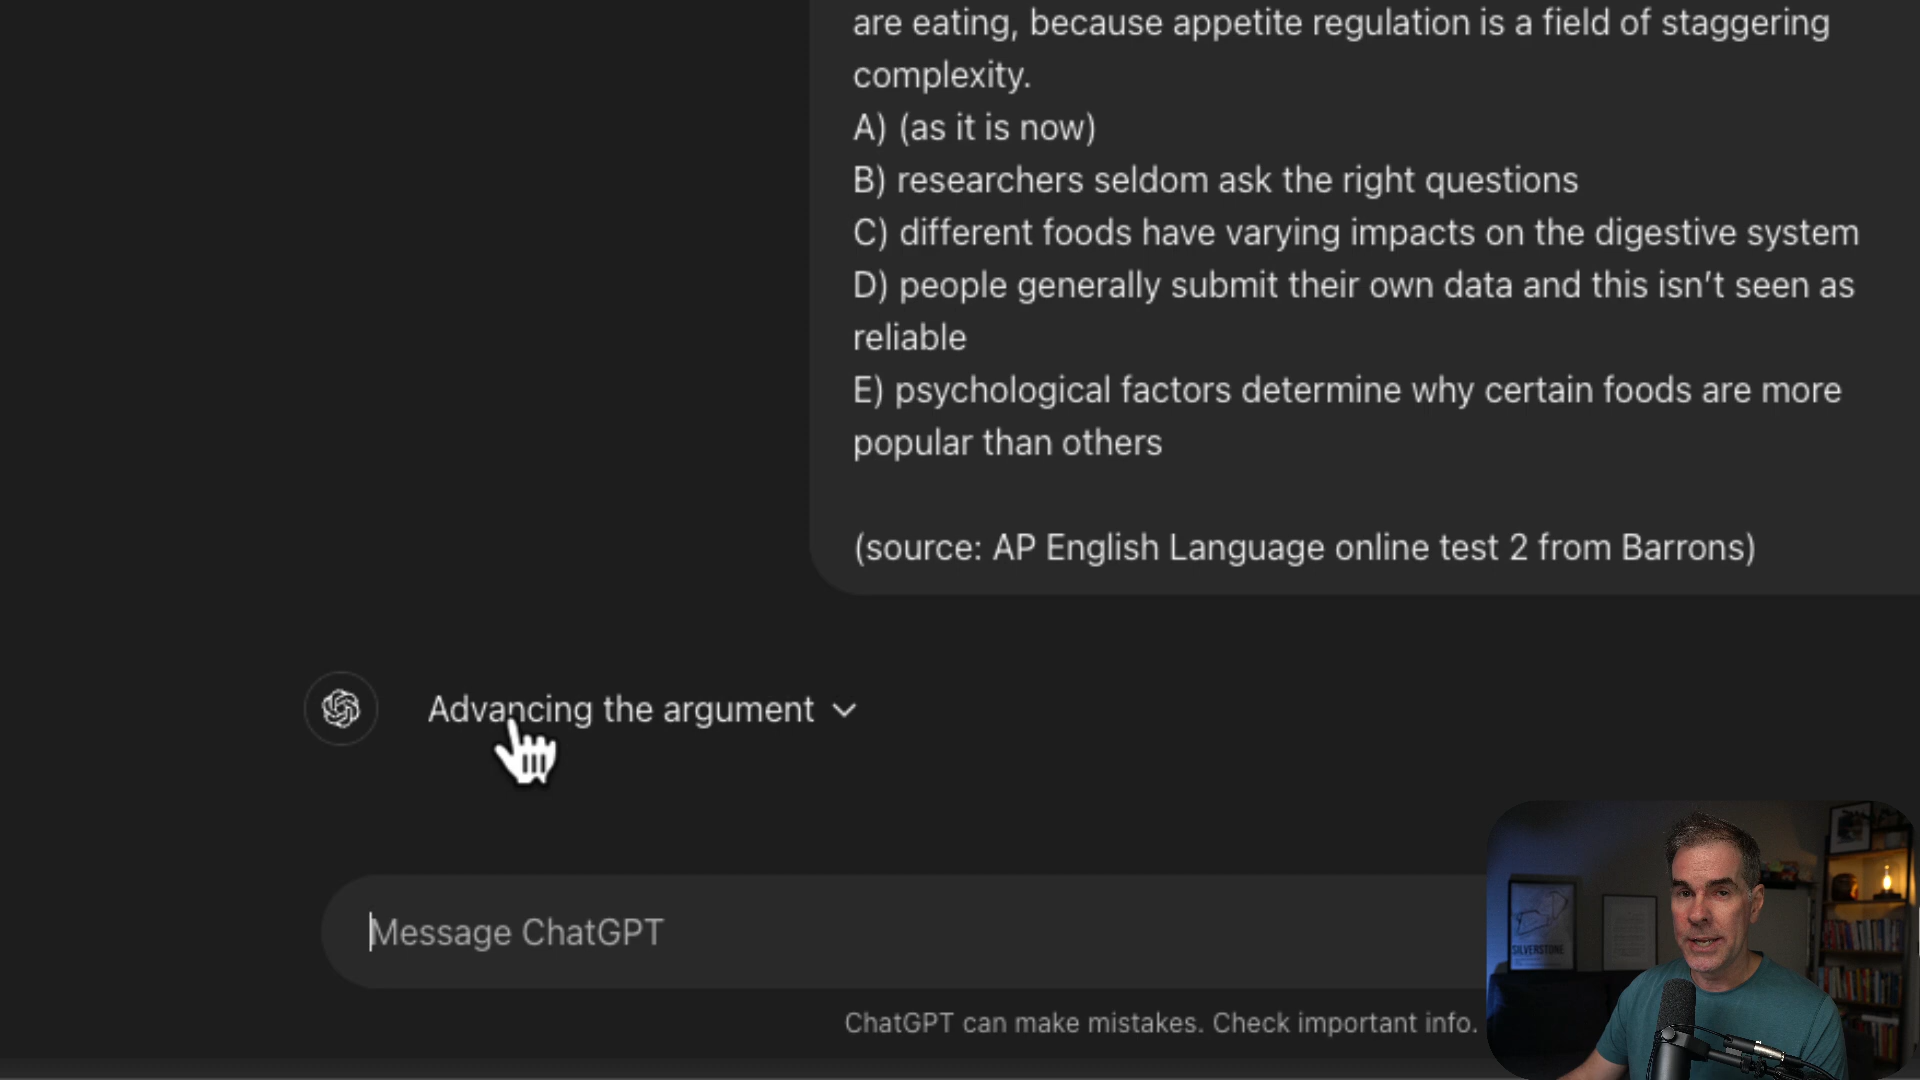 are eating, because appetite regulation is a field of staggering
complexity.
A) (as it is now)
B) researchers seldom ask the right questions
C) different foods have varying impacts on the digestive system
D) people generally submit their own data and this isn’t seen as
reliable
E) psychological factors determine why certain foods are more
popular than others
(source: AP English Language online test 2 from Barrons)
Advancing the argument
Message ChatGPT
ChatGPT can make mistakes. Check important info.
SILVERSTONE